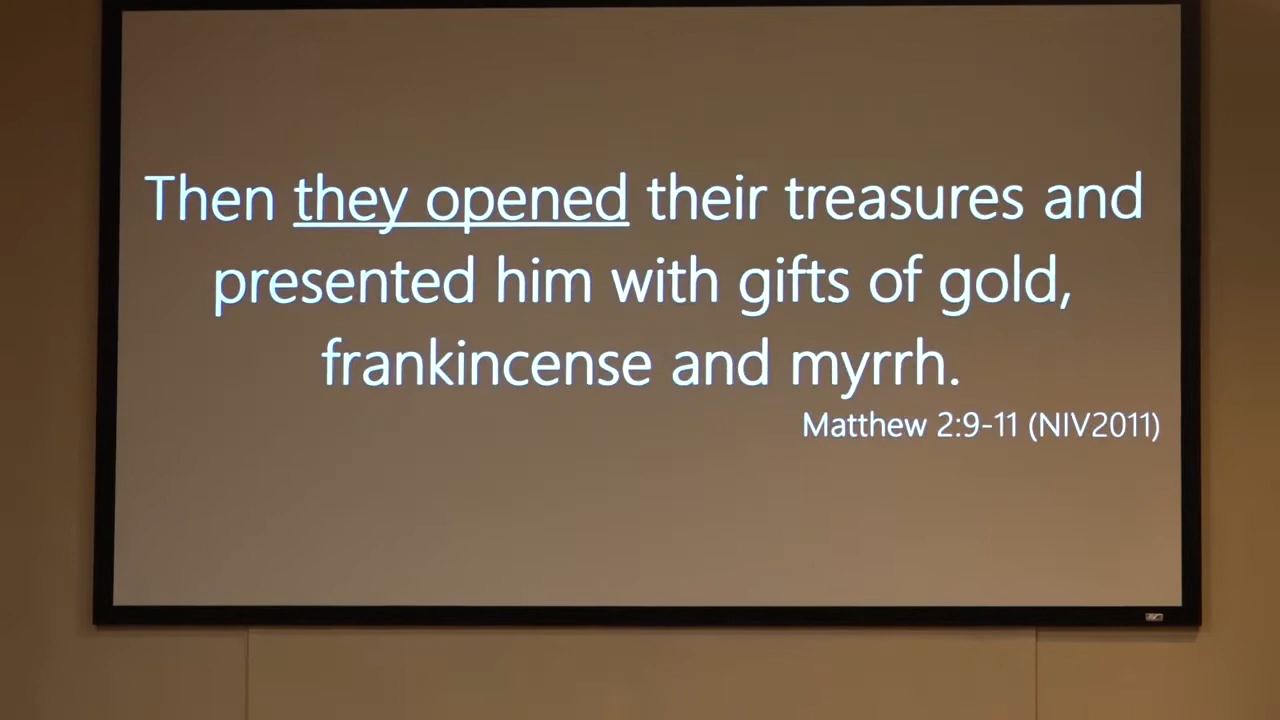 Then they opened their treasures and
presented him with gifts of gold,
frankincense and myrrh.
Matthew 2:9-11 (NIV2011)